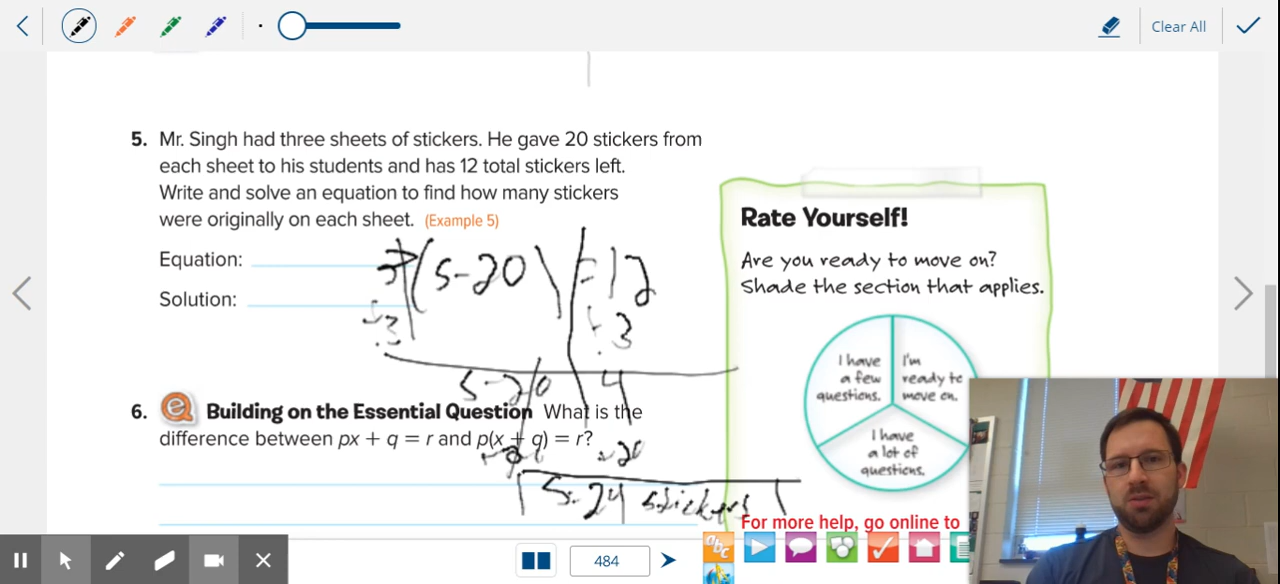 Clear All
5. Mr. Singh had three sheets of stickers. He gave 20 stickers from
each sheet to his students and has 12 total stickers left.
Write and solve an equation to find how many stickers
were originally on each sheet. (Example 5)
Equation: 3(s-20) = 12
Solution:
÷3 ÷3
s-20 4
6. e Building on the Essential Question What is the
difference between px + q = r and p(x + q) = r?
+20
s=24 stickers
Rate Yourself!
Are you ready to move on?
Shade the section that applies.
I have
a few
questions.
I'm
ready to
move on.
I have
a lot of
questions.
For more help, go online to
484
abc